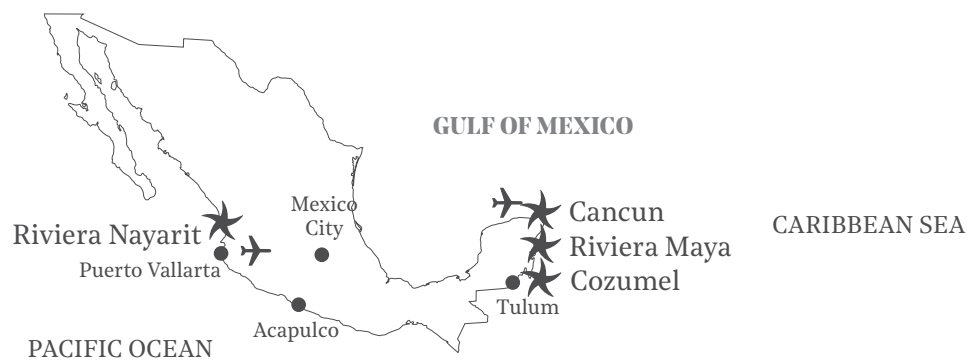 GULF OF MEXICO
Mexico
City
Cancun
CARIBBEAN SEA
Riviera Nayarit
Riviera Maya
Puerto Vallarta
Cozumel
Tulum
Acapulco
PACIFIC OCEAN